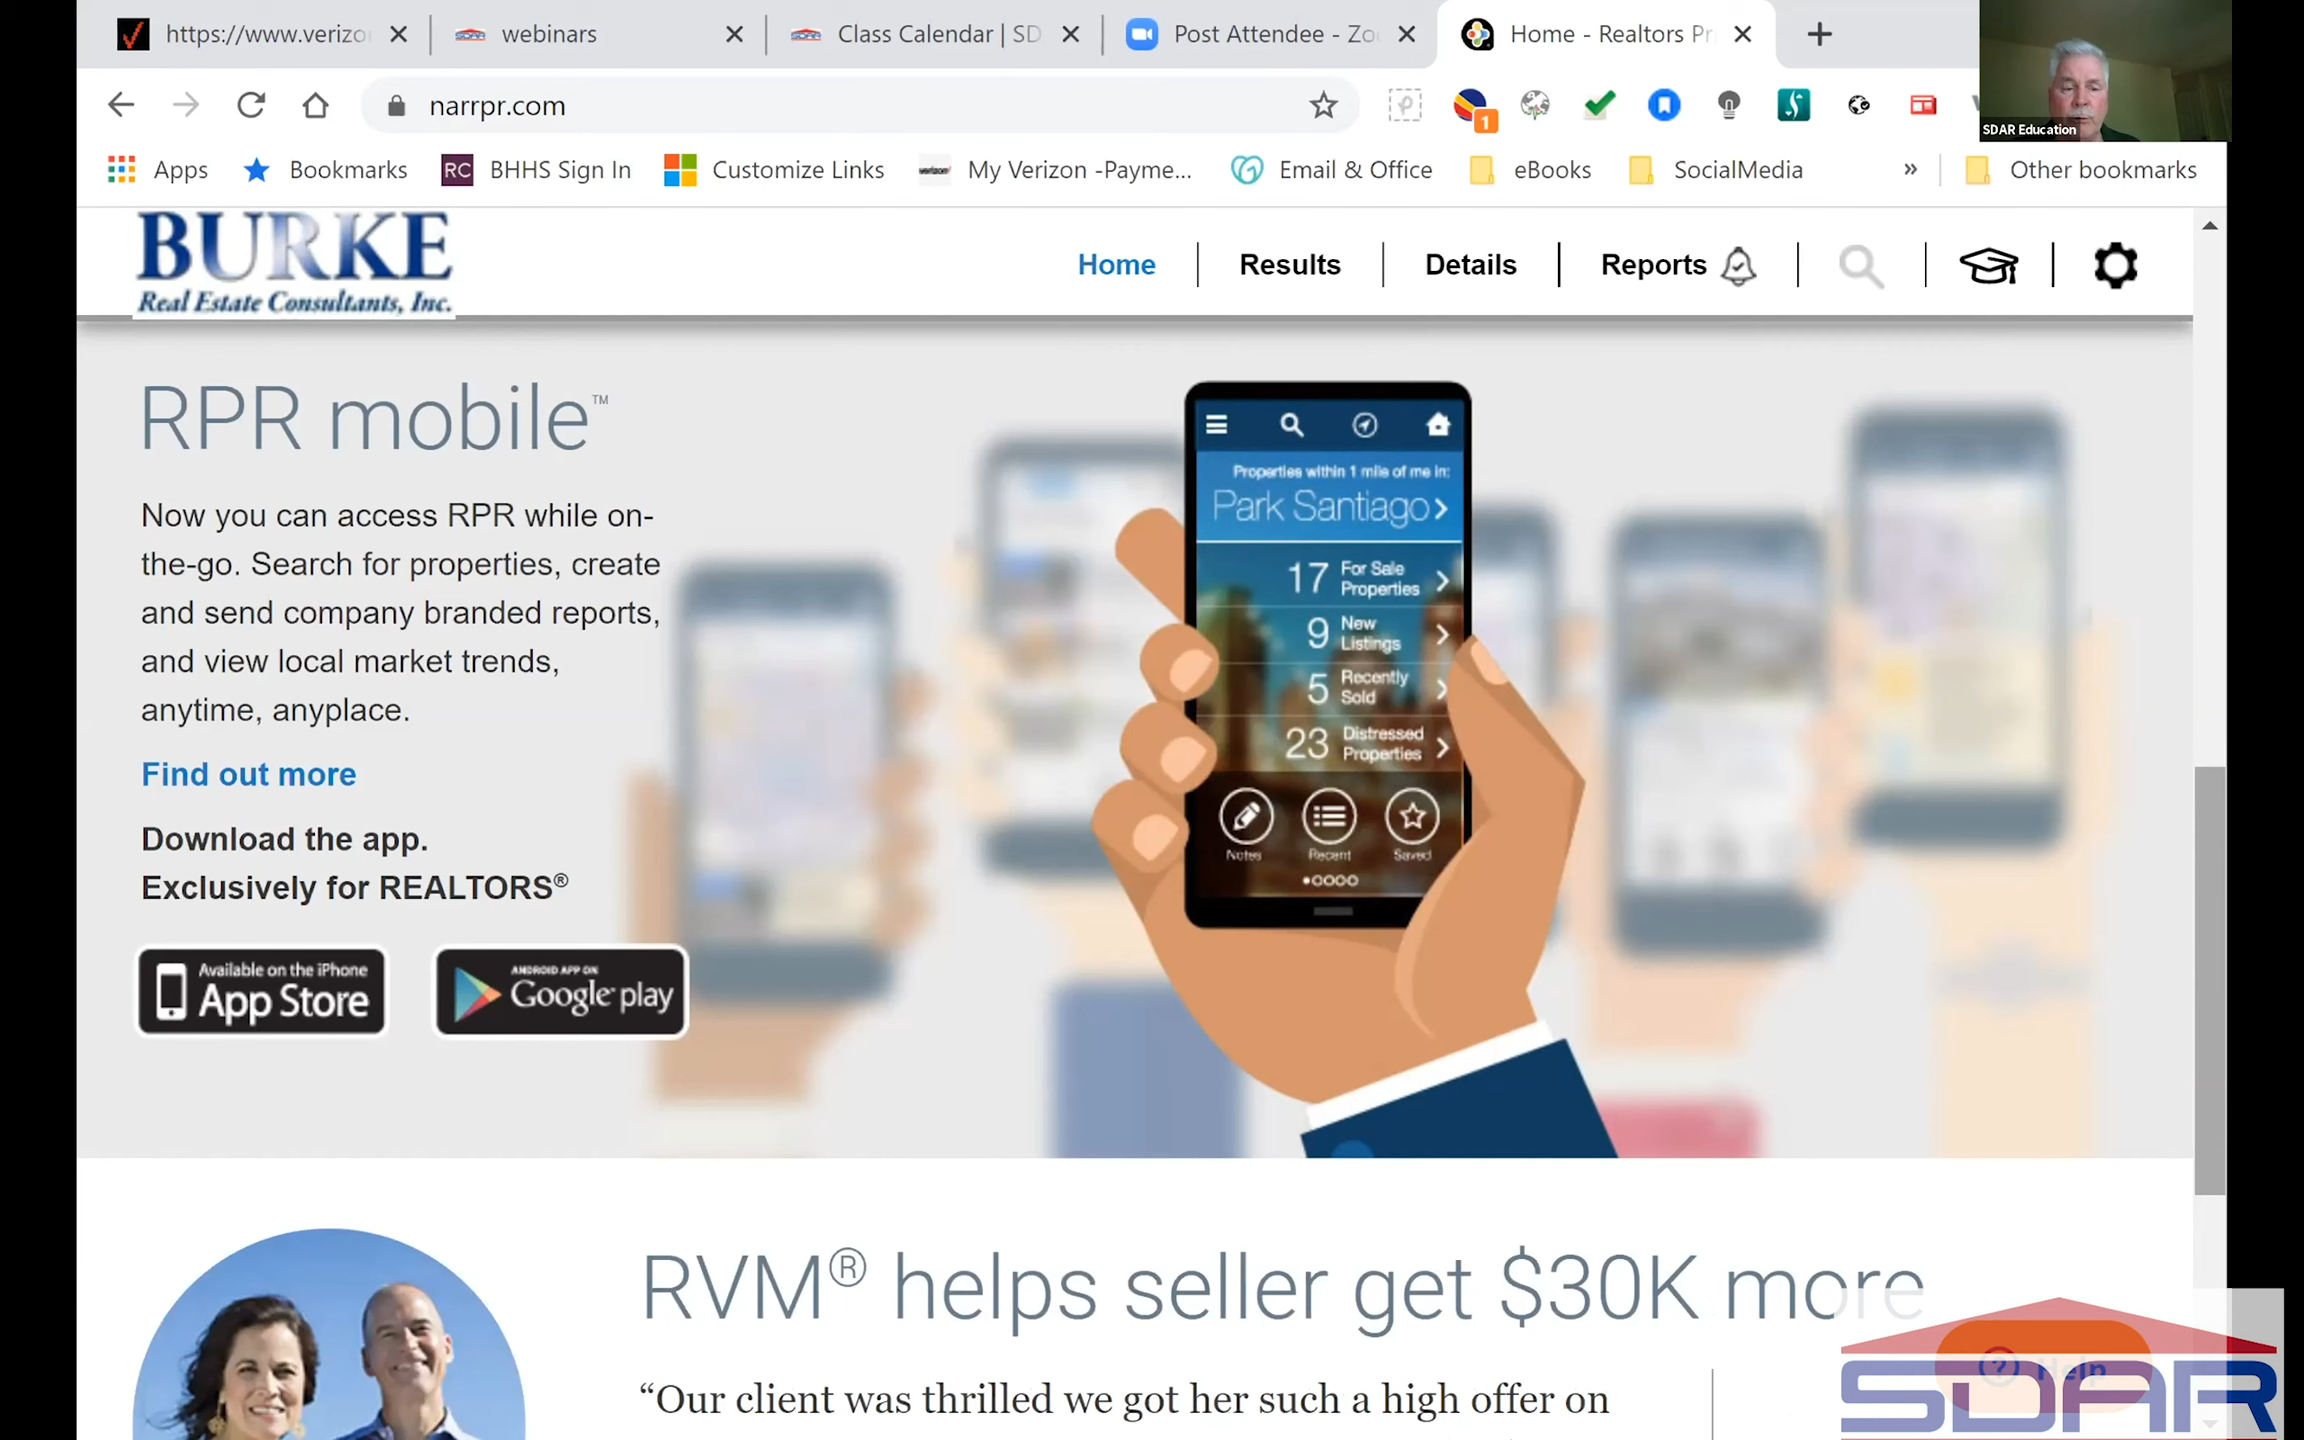 https://www.verizo
webinars
Class Calendar | SD
Post Attendee - Zo
Home - Realtors Pr
narrpr.com
1
SDAR Education
Apps
Bookmarks
RC
BHHS Sign In
Customize Links
verizon
My Verizon -Payme...
Email & Office
eBooks
SocialMedia
»
Other bookmarks
BURKE
Real Estate Consultants, Inc.
Home
Results
Details
Reports
RPR mobile™
Now you can access RPR while on-
the-go. Search for properties, create
and send company branded reports,
and view local market trends,
anytime, anyplace.
Find out more
Download the app.
Exclusively for REALTORS®
Available on the iPhone
App Store
ANDROID APP ON
Google play
Properties within 1 mile of me in:
Park Santiago
17 For Sale
Properties
9 New
Listings
5 Recently
Sold
23 Distressed
Properties
Notes
Recent
Saved
RVM® helps seller get $30K more
“Our client was thrilled we got her such a high offer on
Help
SDAR